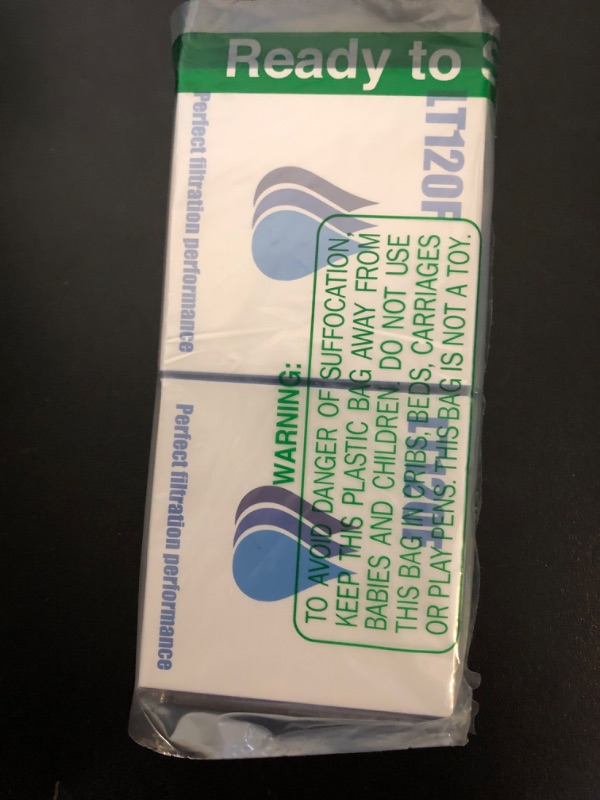 Ready to S
LT120F
Perfect filtration performance
WARNING:
TO AVOID DANGER OF SUFFOCATION,
KEEP THIS PLASTIC BAG AWAY FROM
BABIES AND CHILDREN. DO NOT USE
THIS BAG IN CRIBS, BEDS, CARRIAGES
OR PLAY PENS. THIS BAG IS NOT A TOY.
LT120F
Perfect filtration performance